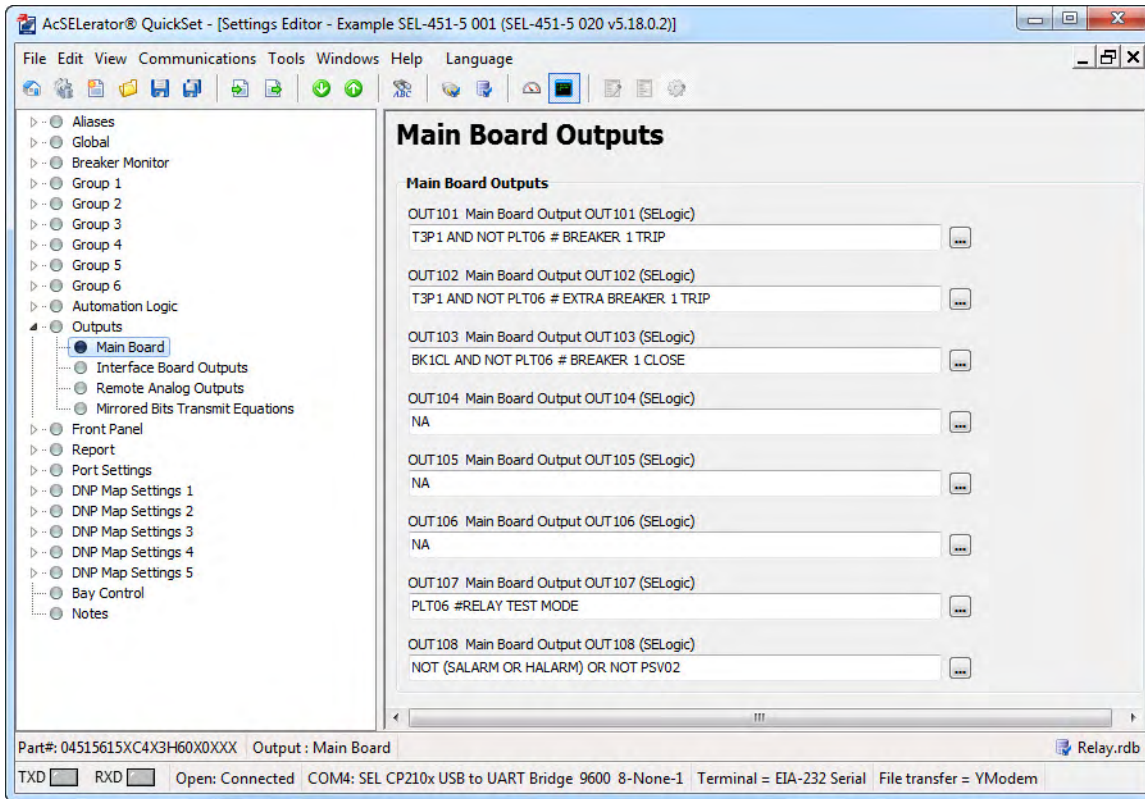 AcSELerator® QuickSet - [Settings Editor - Example SEL-451-5 001 (SEL-451-5 020 v5.18.0.2)]
File Edit View Communications Tools Windows Help Language
ABC
Aliases
Global
Breaker Monitor
Group 1
Group 2
Group 3
Group 4
Group 5
Group 6
Automation Logic
Outputs
Main Board
Interface Board Outputs
Remote Analog Outputs
Mirrored Bits Transmit Equations
Front Panel
Report
Port Settings
DNP Map Settings 1
DNP Map Settings 2
DNP Map Settings 3
DNP Map Settings 4
DNP Map Settings 5
Bay Control
Notes
Main Board Outputs
Main Board Outputs
OUT101 Main Board Output OUT101 (SELogic)
T3P1 AND NOT PLT06 # BREAKER 1 TRIP
...
OUT102 Main Board Output OUT102 (SELogic)
T3P1 AND NOT PLT06 # EXTRA BREAKER 1 TRIP
...
OUT103 Main Board Output OUT103 (SELogic)
BK1CL AND NOT PLT06 # BREAKER 1 CLOSE
...
OUT104 Main Board Output OUT104 (SELogic)
NA
...
OUT105 Main Board Output OUT105 (SELogic)
NA
...
OUT106 Main Board Output OUT106 (SELogic)
NA
...
OUT107 Main Board Output OUT107 (SELogic)
PLT06 #RELAY TEST MODE
...
OUT108 Main Board Output OUT108 (SELogic)
NOT (SALARM OR HALARM) OR NOT PSV02
...
Part#: 04515615XC4X3H60X0XXX Output : Main Board Relay.rdb
TXD RXD Open: Connected COM4: SEL CP210x USB to UART Bridge 9600 8-None-1 Terminal = EIA-232 Serial File transfer = YModem